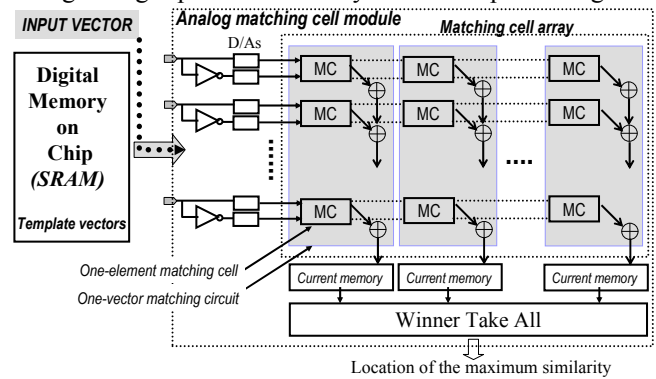 INPUT VECTOR
Digital
Memory
on
Chip
(SRAM)
Template vectors
Analog matching cell module
Matching cell array
D/As
MC MC MC
MC MC MC
MC MC MC
One-element matching cell
One-vector matching circuit
Current memory Current memory Current memory
Winner Take All
Location of the maximum similarity